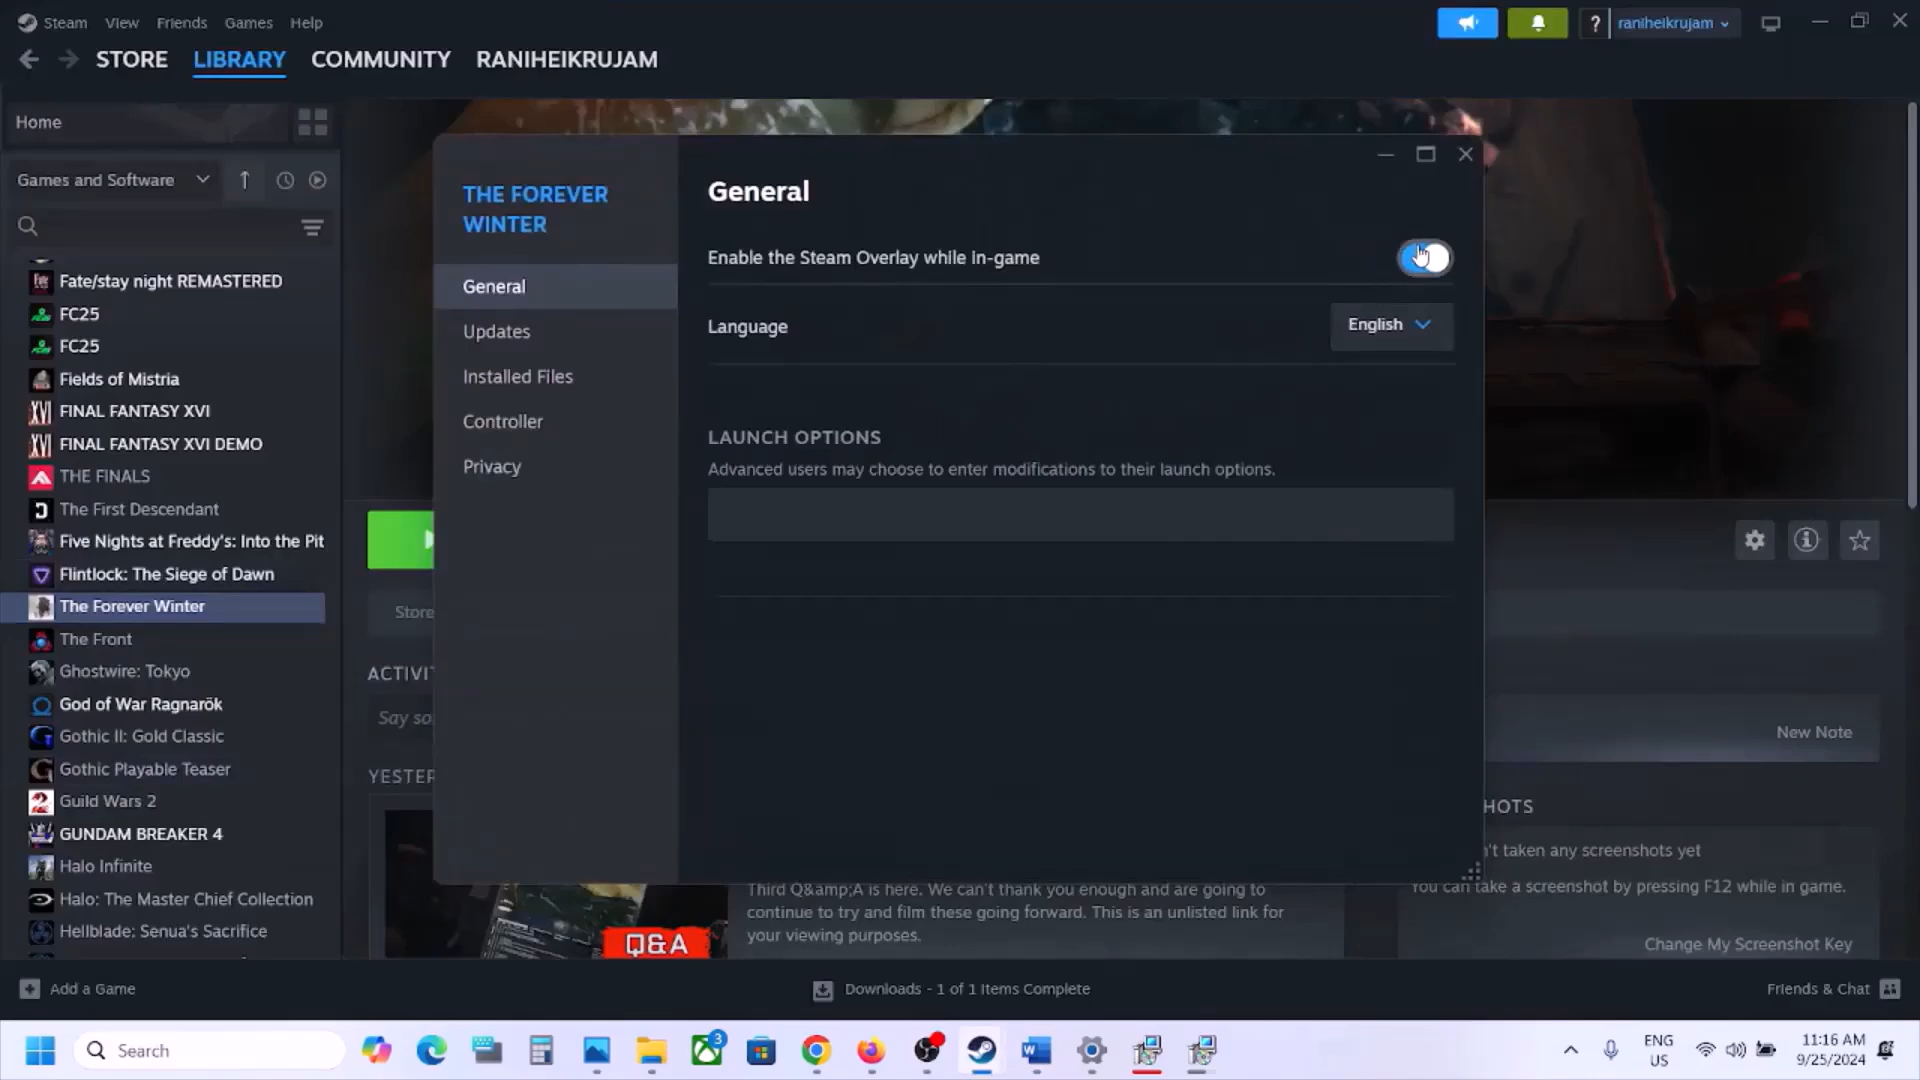 Steam View Friends Games Help
? raniheikrujam
STORE LIBRARY COMMUNITY RANIHEIKRUJAM
Home
Games and Software
Fate/stay night REMASTERED
FC25
FC25
Fields of Mistria
FINAL FANTASY XVI
FINAL FANTASY XVI DEMO
THE FINALS
The First Descendant
Five Nights at Freddy's: Into the Pit
Flintlock: The Siege of Dawn
The Forever Winter
The Front
Ghostwire: Tokyo
God of War Ragnarök
Gothic II: Gold Classic
Gothic Playable Teaser
Guild Wars 2
GUNDAM BREAKER 4
Halo Infinite
Halo: The Master Chief Collection
Hellblade: Senua's Sacrifice
THE FOREVER
WINTER
General
Updates
Installed Files
Controller
Privacy
General
Enable the Steam Overlay while in-game
Language English
LAUNCH OPTIONS
Advanced users may choose to enter modifications to their launch options.
Store
ACTIVIT
Say so
YESTER
New Note
HOTS
't taken any screenshots yet
You can take a screenshot by pressing F12 while in game.
Change My Screenshot Key
Q&A
Third Q&amp;A is here. We can't thank you enough and are going to
continue to try and film these going forward. This is an unlisted link for
your viewing purposes.
Add a Game
Downloads - 1 of 1 Items Complete
Friends & Chat
Search
3
ENG
US
11:16 AM
9/25/2024